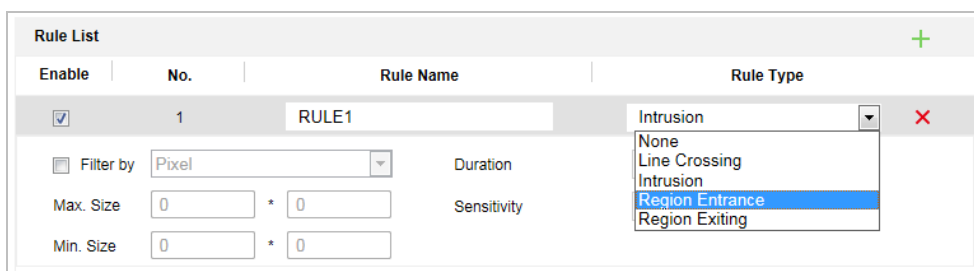 Rule List
Enable No. Rule Name Rule Type
1 RULE1 Intrusion
None
Filter by Pixel Duration Line Crossing
Intrusion
Max. Size 0 * 0 Sensitivity Region Entrance
Region Exiting
Min. Size 0 * 0